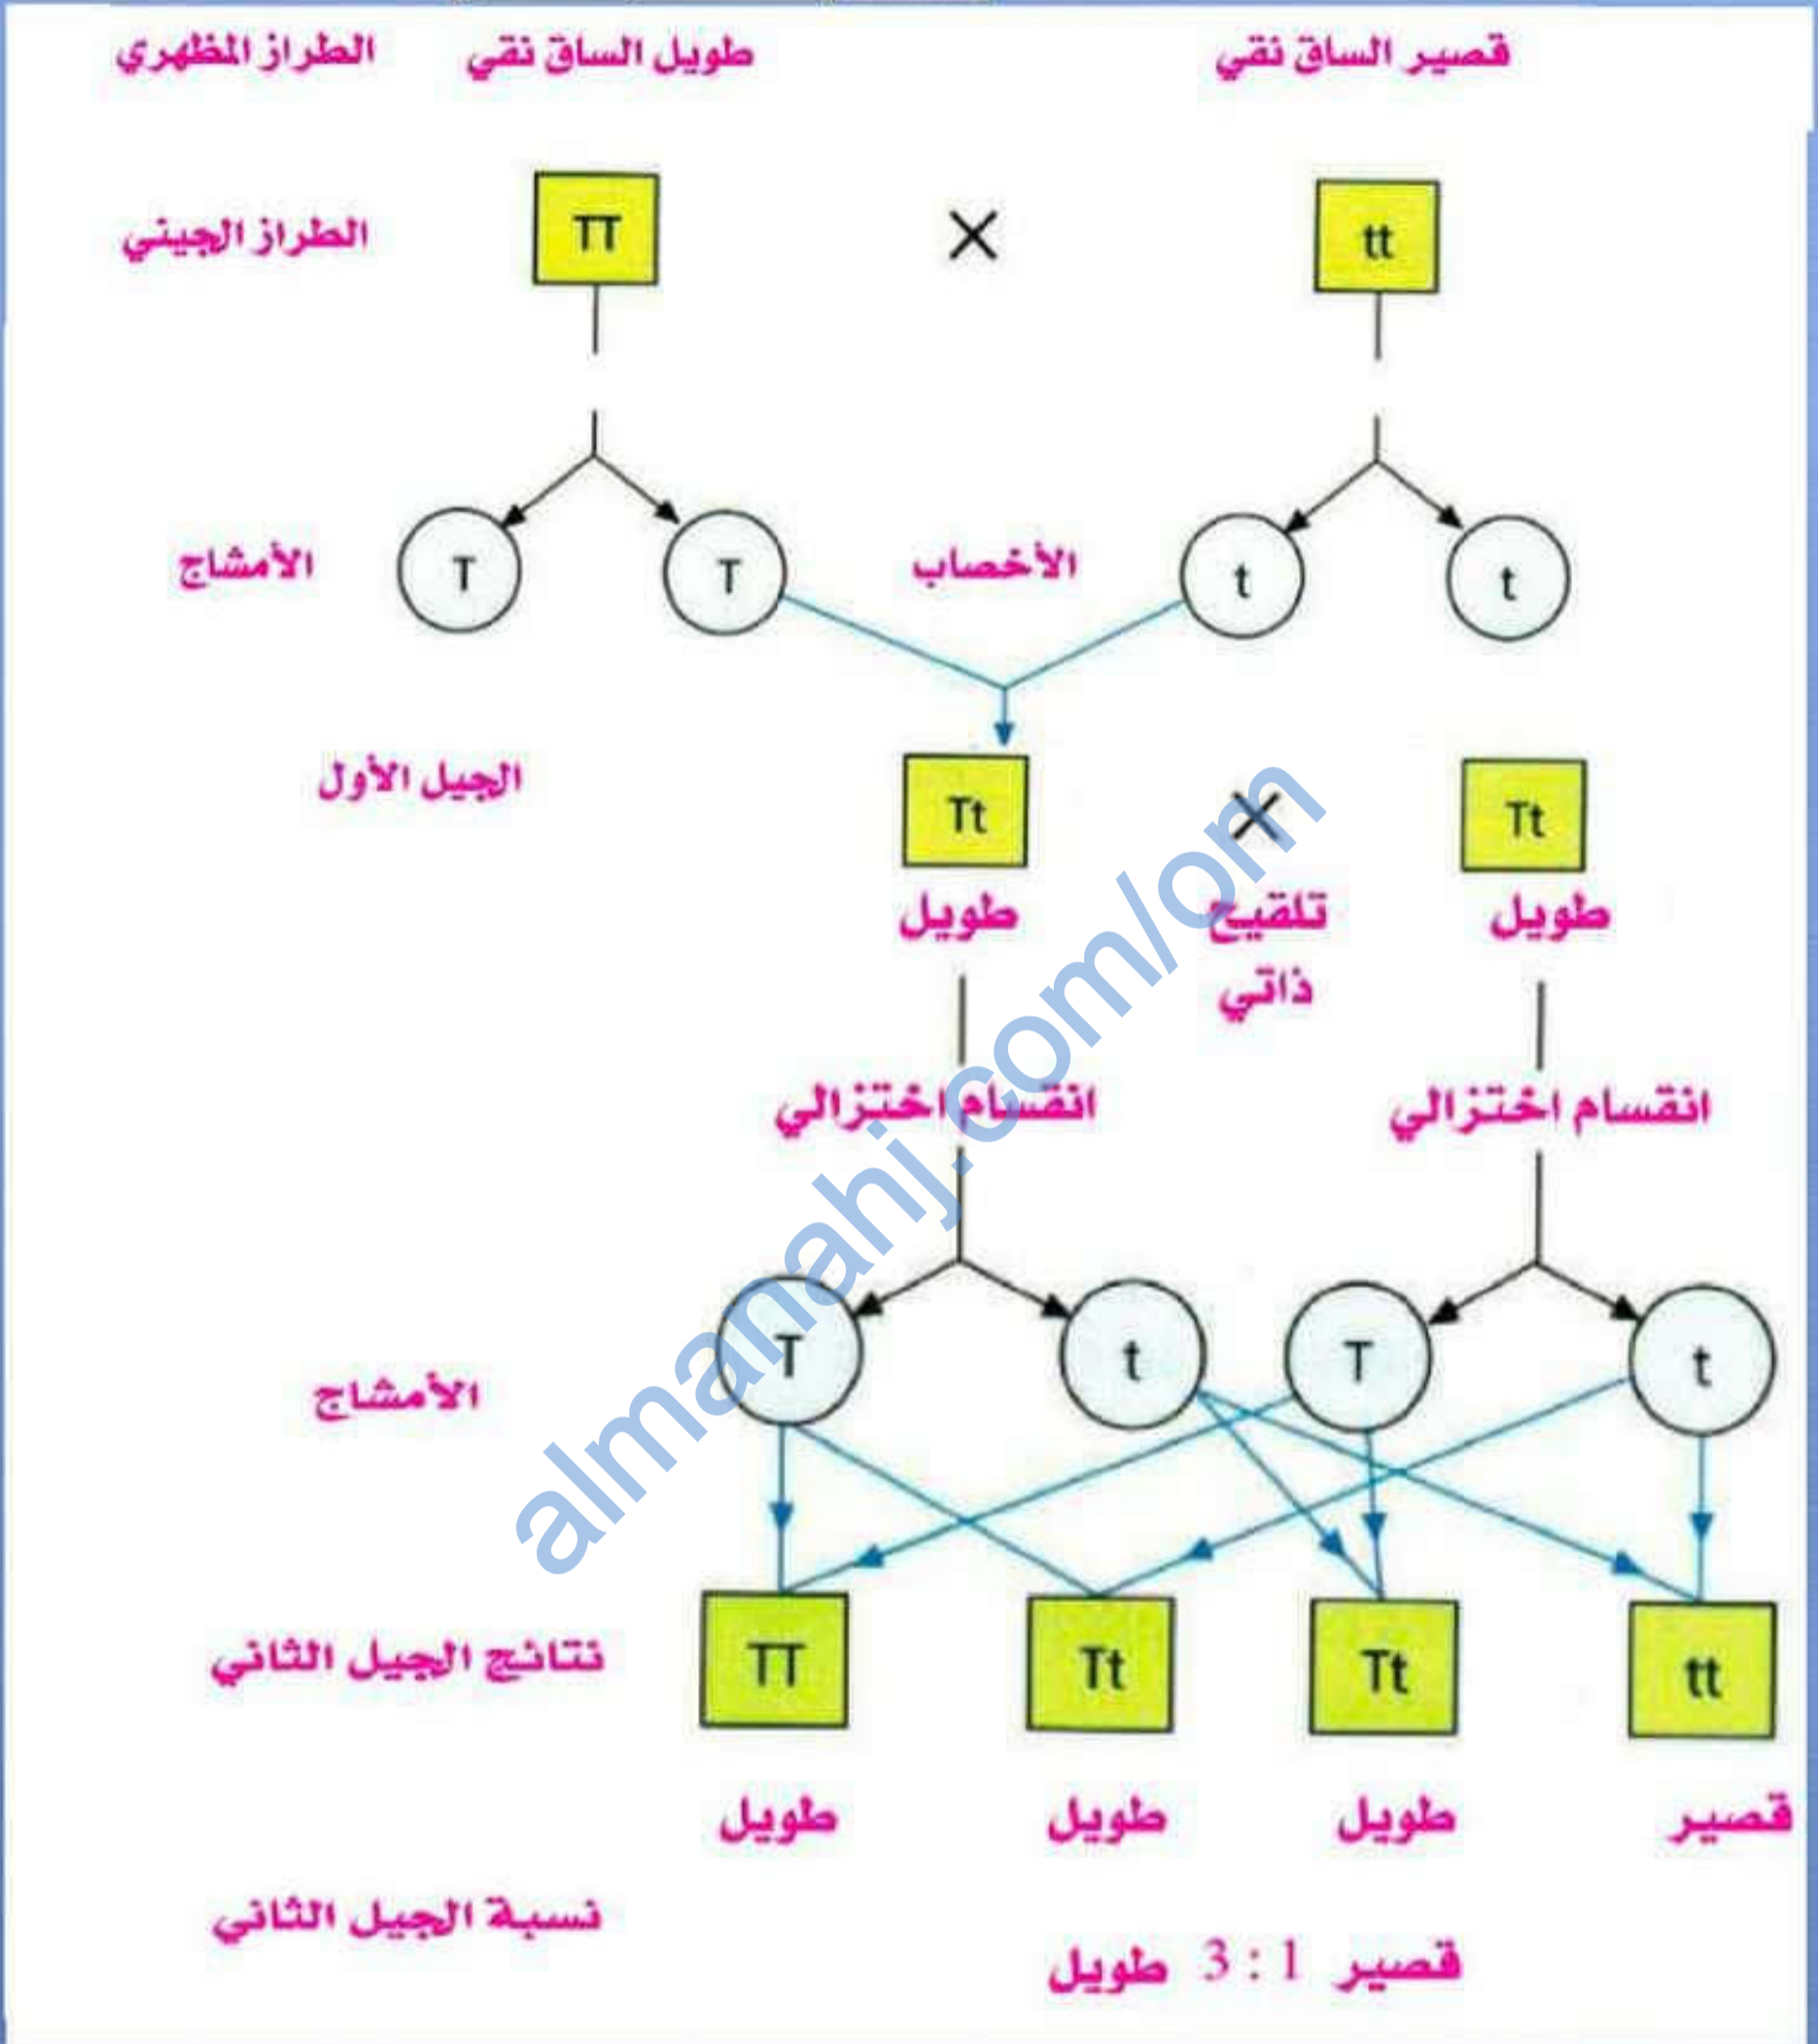 الطراز المظهري طويل الساق نقي قصير الساق نقي
الطراز الجيني TT × tt
الأمشاج T T الأخصاب t t
الجيل الأول Tt × Tt
طويل تلقيح طويل
ذاتي
انقسام اختزالي انقسام اختزالي
الأمشاج T t T t
نتائج الجيل الثاني TT Tt Tt tt
طويل طويل طويل قصير
نسبة الجيل الثاني
قصير 1 : 3 طويل
almanahj.com/om